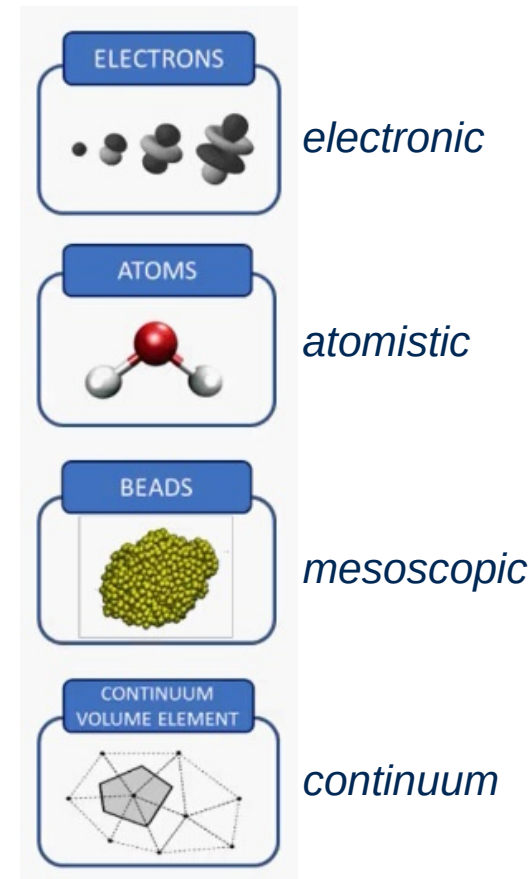 ELECTRONS
electronic
ATOMS
atomistic
BEADS
mesoscopic
CONTINUUM
VOLUME ELEMENT
continuum